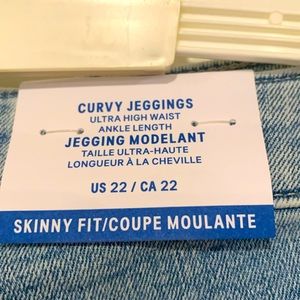 CURVY JEGGINGS
ULTRA HIGH WAIST
ANKLE LENGTH
JEGGING MODELANT
TAILLE ULTRA-HAUTE
LONGUEUR À LA CHEVILLE
US 22 / CA 22
SKINNY FIT/COUPE MOULANTE